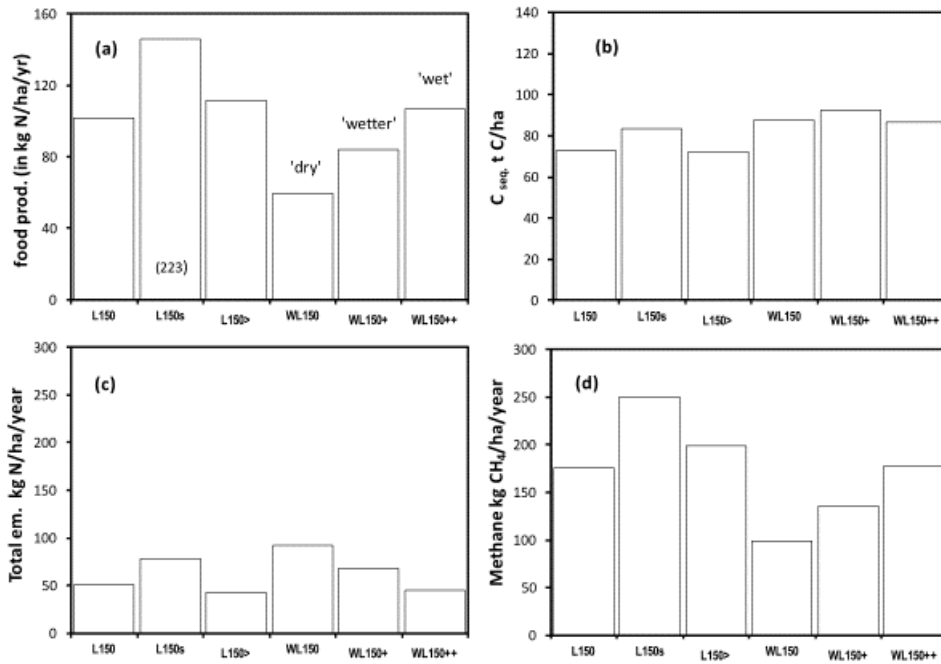 (a)
food prod. (in kg N/ha/yr)
160
120
80
40
0
'dry'
'wetter'
'wet'
(223)
L150
L150s
L150>
WL150
WL150+
WL150++
(b)
C seq. t C/ha
140
120
100
80
60
40
20
0
L150
L150s
L150>
WL150
WL150+
WL150++
(c)
Total em. kg N/ha/year
300
250
200
150
100
50
0
L150
L150s
L150>
WL150
WL150+
WL150++
(d)
Methane kg CH4/ha/year
300
250
200
150
100
50
0
L150
L150s
L150>
WL150
WL150+
WL150++